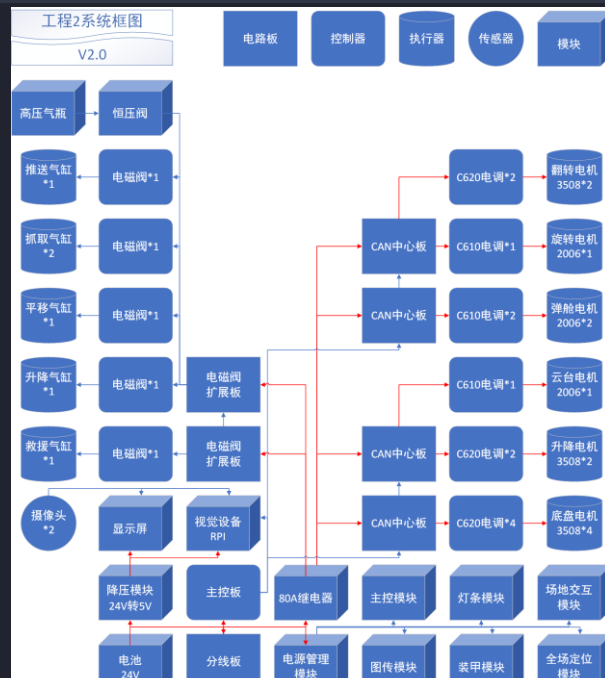 工程2系统框图
V2.0
电路板
控制器
执行器
传感器
模块
高压气瓶
恒压阀
推送气缸
*1
电磁阀*1
C620电调*2
翻转电机
3508*2
抓取气缸
*2
电磁阀*1
CAN中心板
C610电调*1
旋转电机
2006*1
平移气缸
*1
电磁阀*1
CAN中心板
C610电调*2
弹舱电机
2006*2
升降气缸
*1
电磁阀*1
电磁阀
扩展板
C610电调*1
云台电机
2006*1
救援气缸
*1
电磁阀*1
电磁阀
扩展板
CAN中心板
C620电调*2
升降电机
3508*2
摄像头
*2
显示屏
视觉设备
RPI
CAN中心板
C620电调*4
底盘电机
3508*4
降压模块
24V转5V
主控板
80A继电器
主控模块
灯条模块
场地交互
模块
电池
24V
分线板
电源管理
模块
图传模块
装甲模块
全场定位
模块